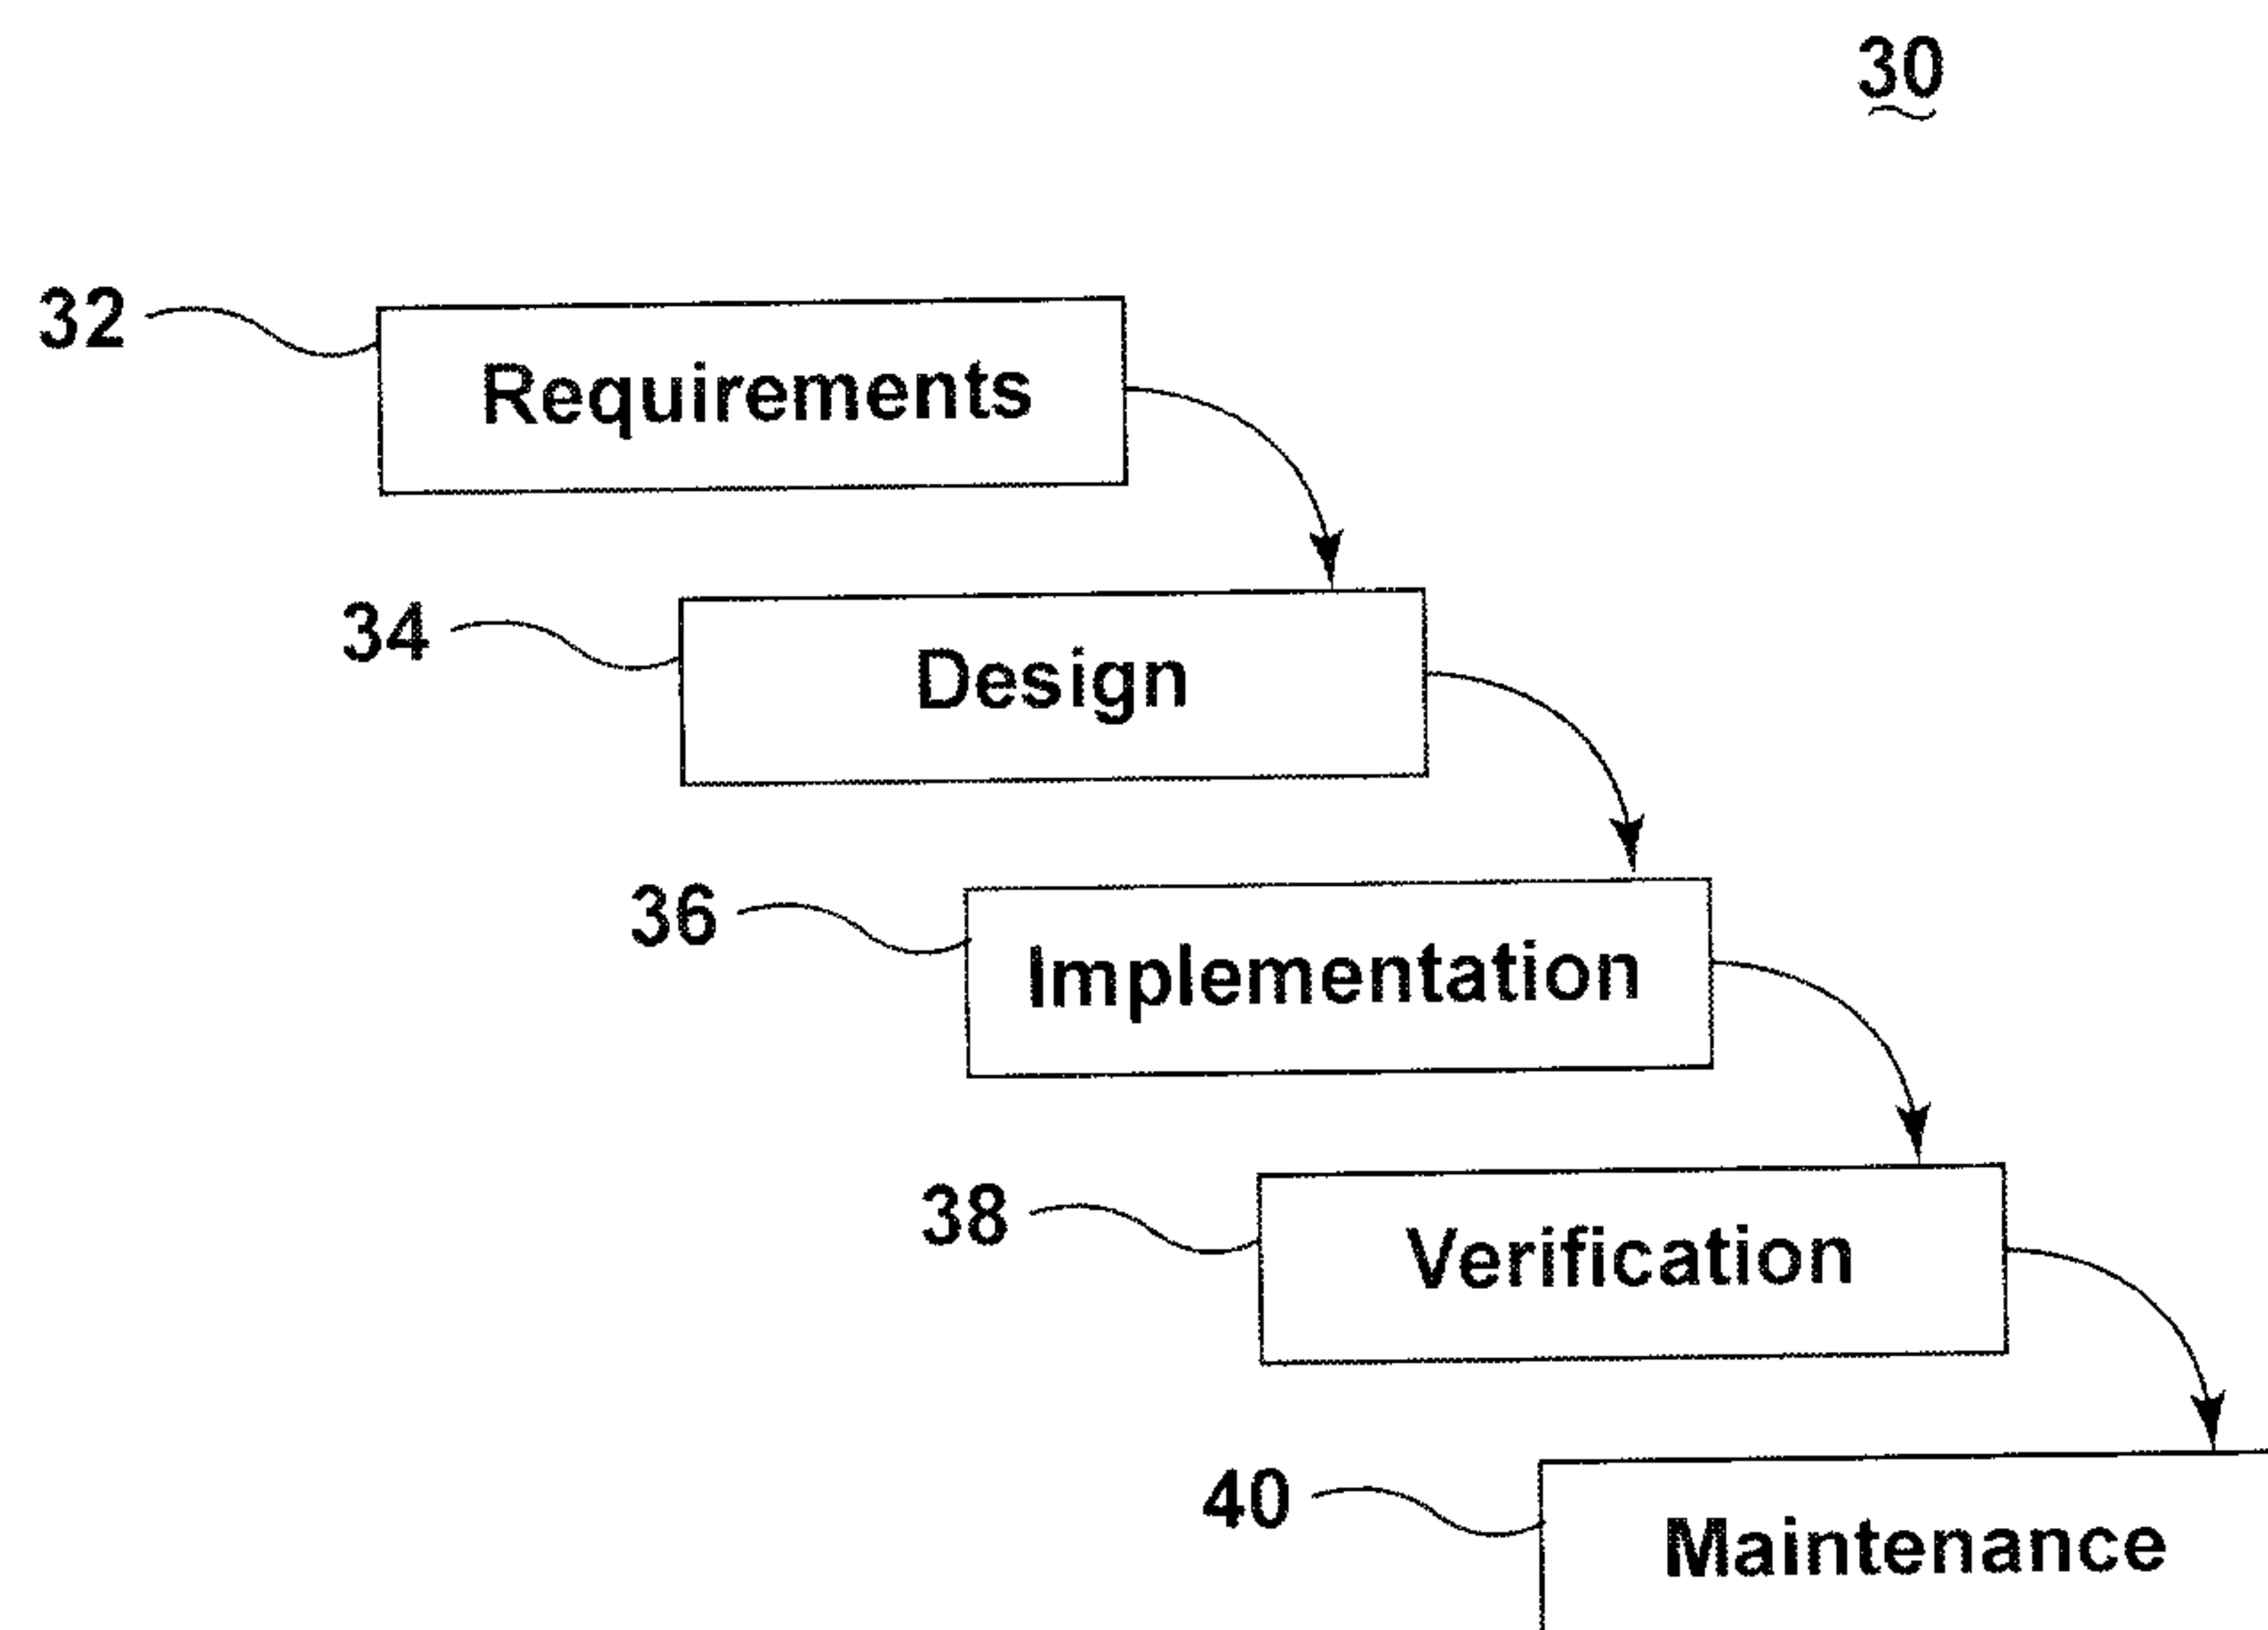 30
32
Requirements
34
Design
36
Implementation
38
Verification
40
Maintenance